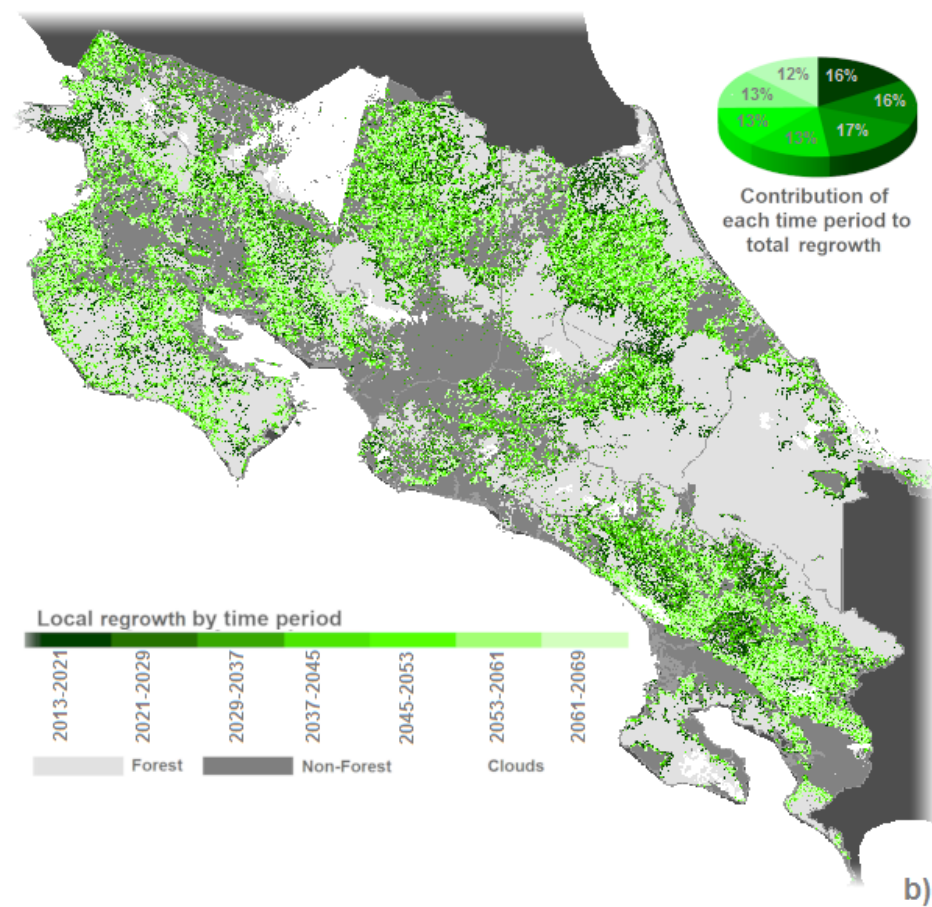 12%
16%
13%
16%
13%
13%
17%
Contribution of
each time period to
total regrowth
Local regrowth by time period
2013-2021
2021-2029
2029-2037
2037-2045
2045-2053
2053-2061
2061-2069
Forest
Non-Forest
Clouds
b)